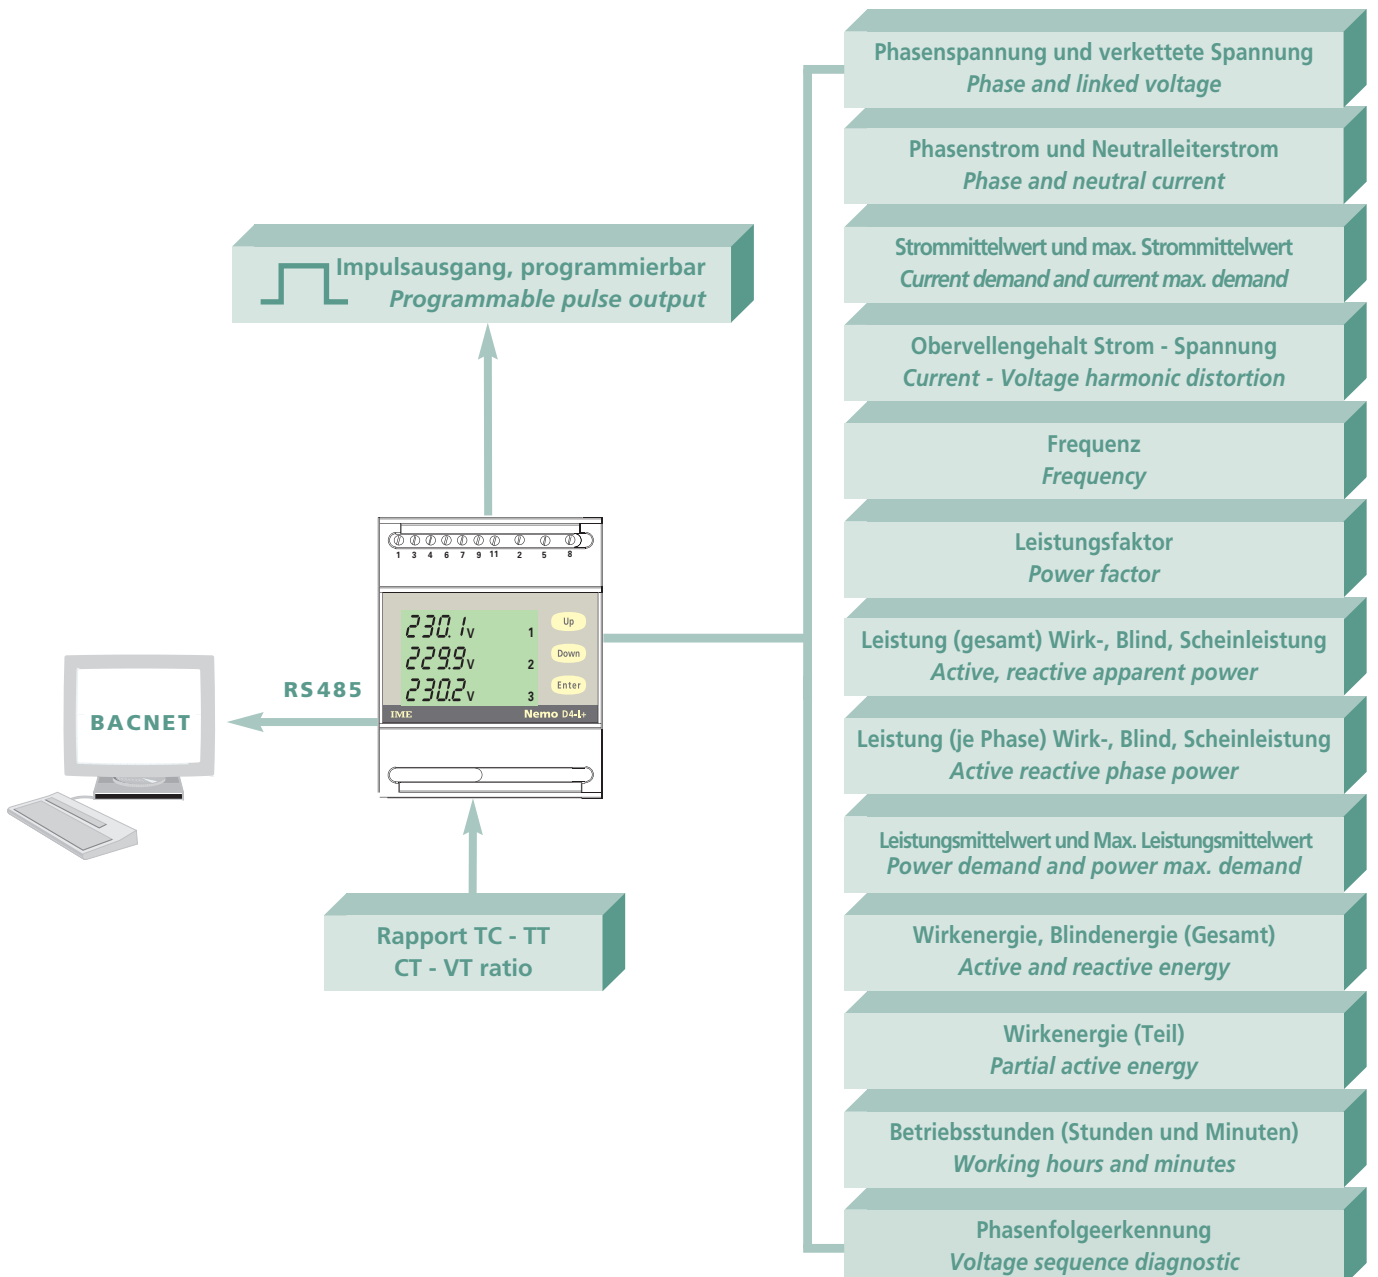 Phasenspannung und verkettete Spannung
Phase and linked voltage
Phasenstrom und Neutralleiterstrom
Phase and neutral current
Strommittelwert und max. Strommittelwert
Current demand and current max. demand
Obervellengehalt Strom - Spannung
Current - Voltage harmonic distortion
Frequenz
Frequency
Leistungsfaktor
Power factor
Leistung (gesamt) Wirk-, Blind, Scheinleistung
Active, reactive apparent power
Leistung (je Phase) Wirk-, Blind, Scheinleistung
Active reactive phase power
Leistungsmittelwert und Max. Leistungsmittelwert
Power demand and power max. demand
Wirkenergie, Blindenergie (Gesamt)
Active and reactive energy
Wirkenergie (Teil)
Partial active energy
Betriebsstunden (Stunden und Minuten)
Working hours and minutes
Phasenfolgeerkennung
Voltage sequence diagnostic
Impulsausgang, programmierbar
Programmable pulse output
1 3 4 6 7 9 11 2 5 8
230.1V 1
229.9V 2
230.2V 3
Up
Down
Enter
IME Nemo D4-L+
RS485
BACNET
Rapport TC - TT
CT - VT ratio